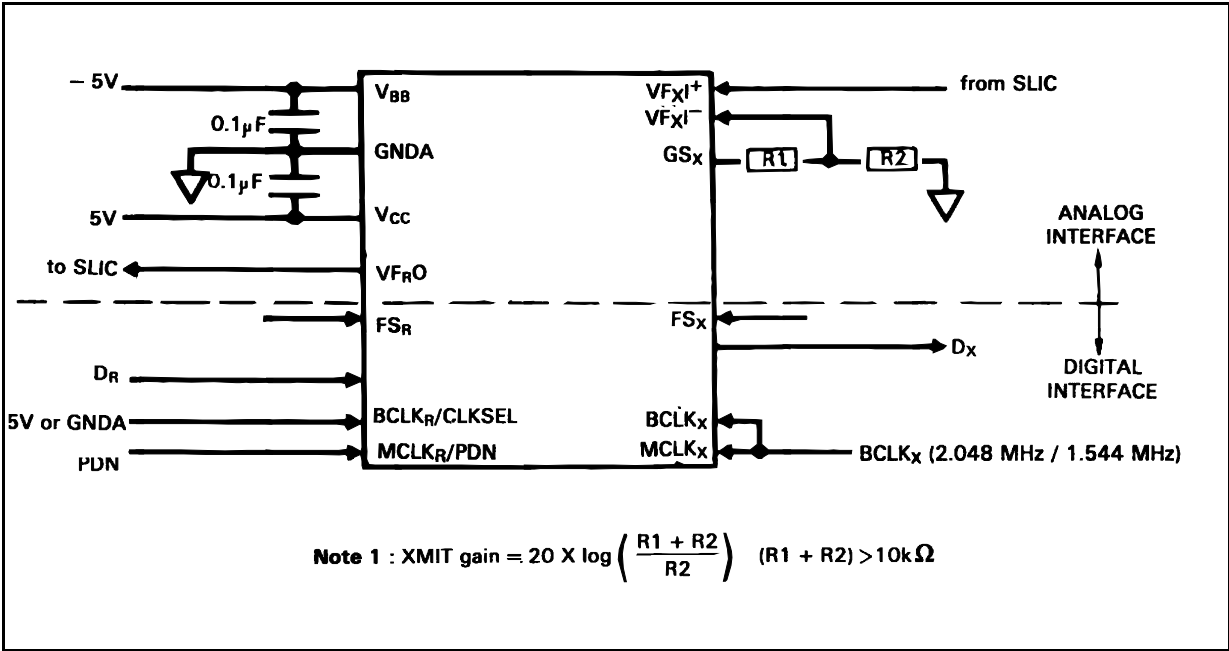 – 5V
VBB
VFXI+
from SLIC
0.1µF
VFXI–
GNDA
GSX
R1
R2
0.1µF
5V
VCC
ANALOG
INTERFACE
to SLIC
VFRO
FSR
FSX
DX
DR
DIGITAL
INTERFACE
5V or GNDA
BCLKR/CLKSEL
BCLKX
PDN
MCLKR/PDN
MCLKX
BCLKX (2.048 MHz / 1.544 MHz)
Note 1 : XMIT gain = 20 X log ( R1 + R2 / R2 ) (R1 + R2) > 10kΩ